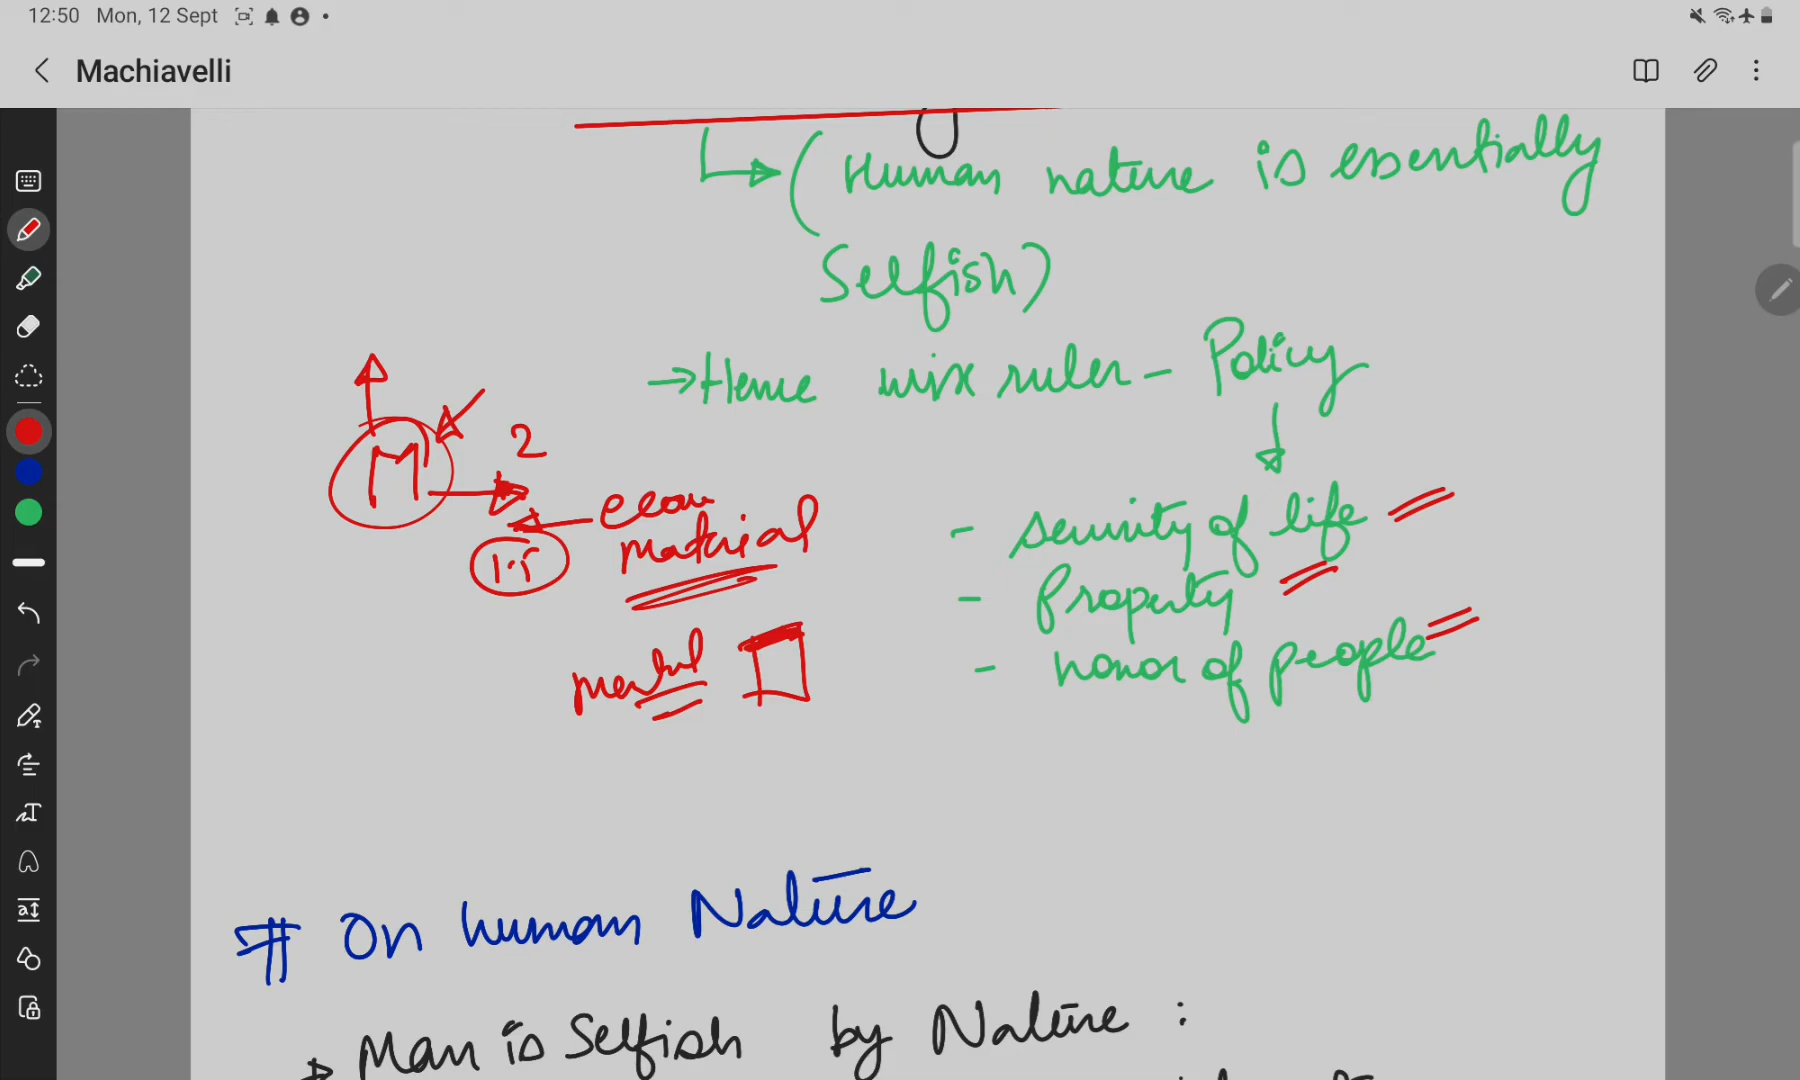 12:50 Mon, 12 Sept
Machiavelli
(Human nature is essentially
Selfish)
→ Hence wise ruler - Policy
M
2
econ
material
mental
- security of life
- Property
- honor of people
# On human Nature
→ Man is Selfish by Nature :